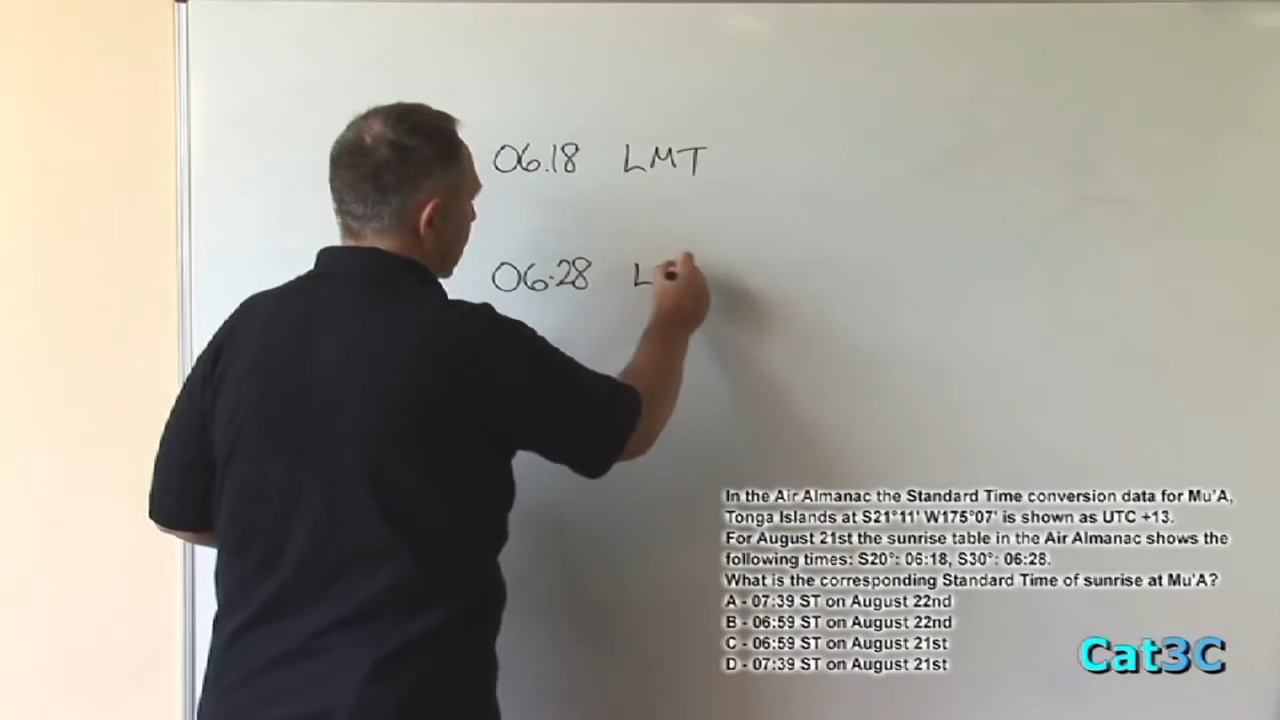 06.18 LMT
06.28 L
In the Air Almanac the Standard Time conversion data for Mu'A,
Tonga Islands at S21°11' W175°07' is shown as UTC +13.
For August 21st the sunrise table in the Air Almanac shows the
following times: S20°: 06:18, S30°: 06:28.
What is the corresponding Standard Time of sunrise at Mu'A?
A - 07:39 ST on August 22nd
B - 06:59 ST on August 22nd
C - 06:59 ST on August 21st
D - 07:39 ST on August 21st
Cat3C